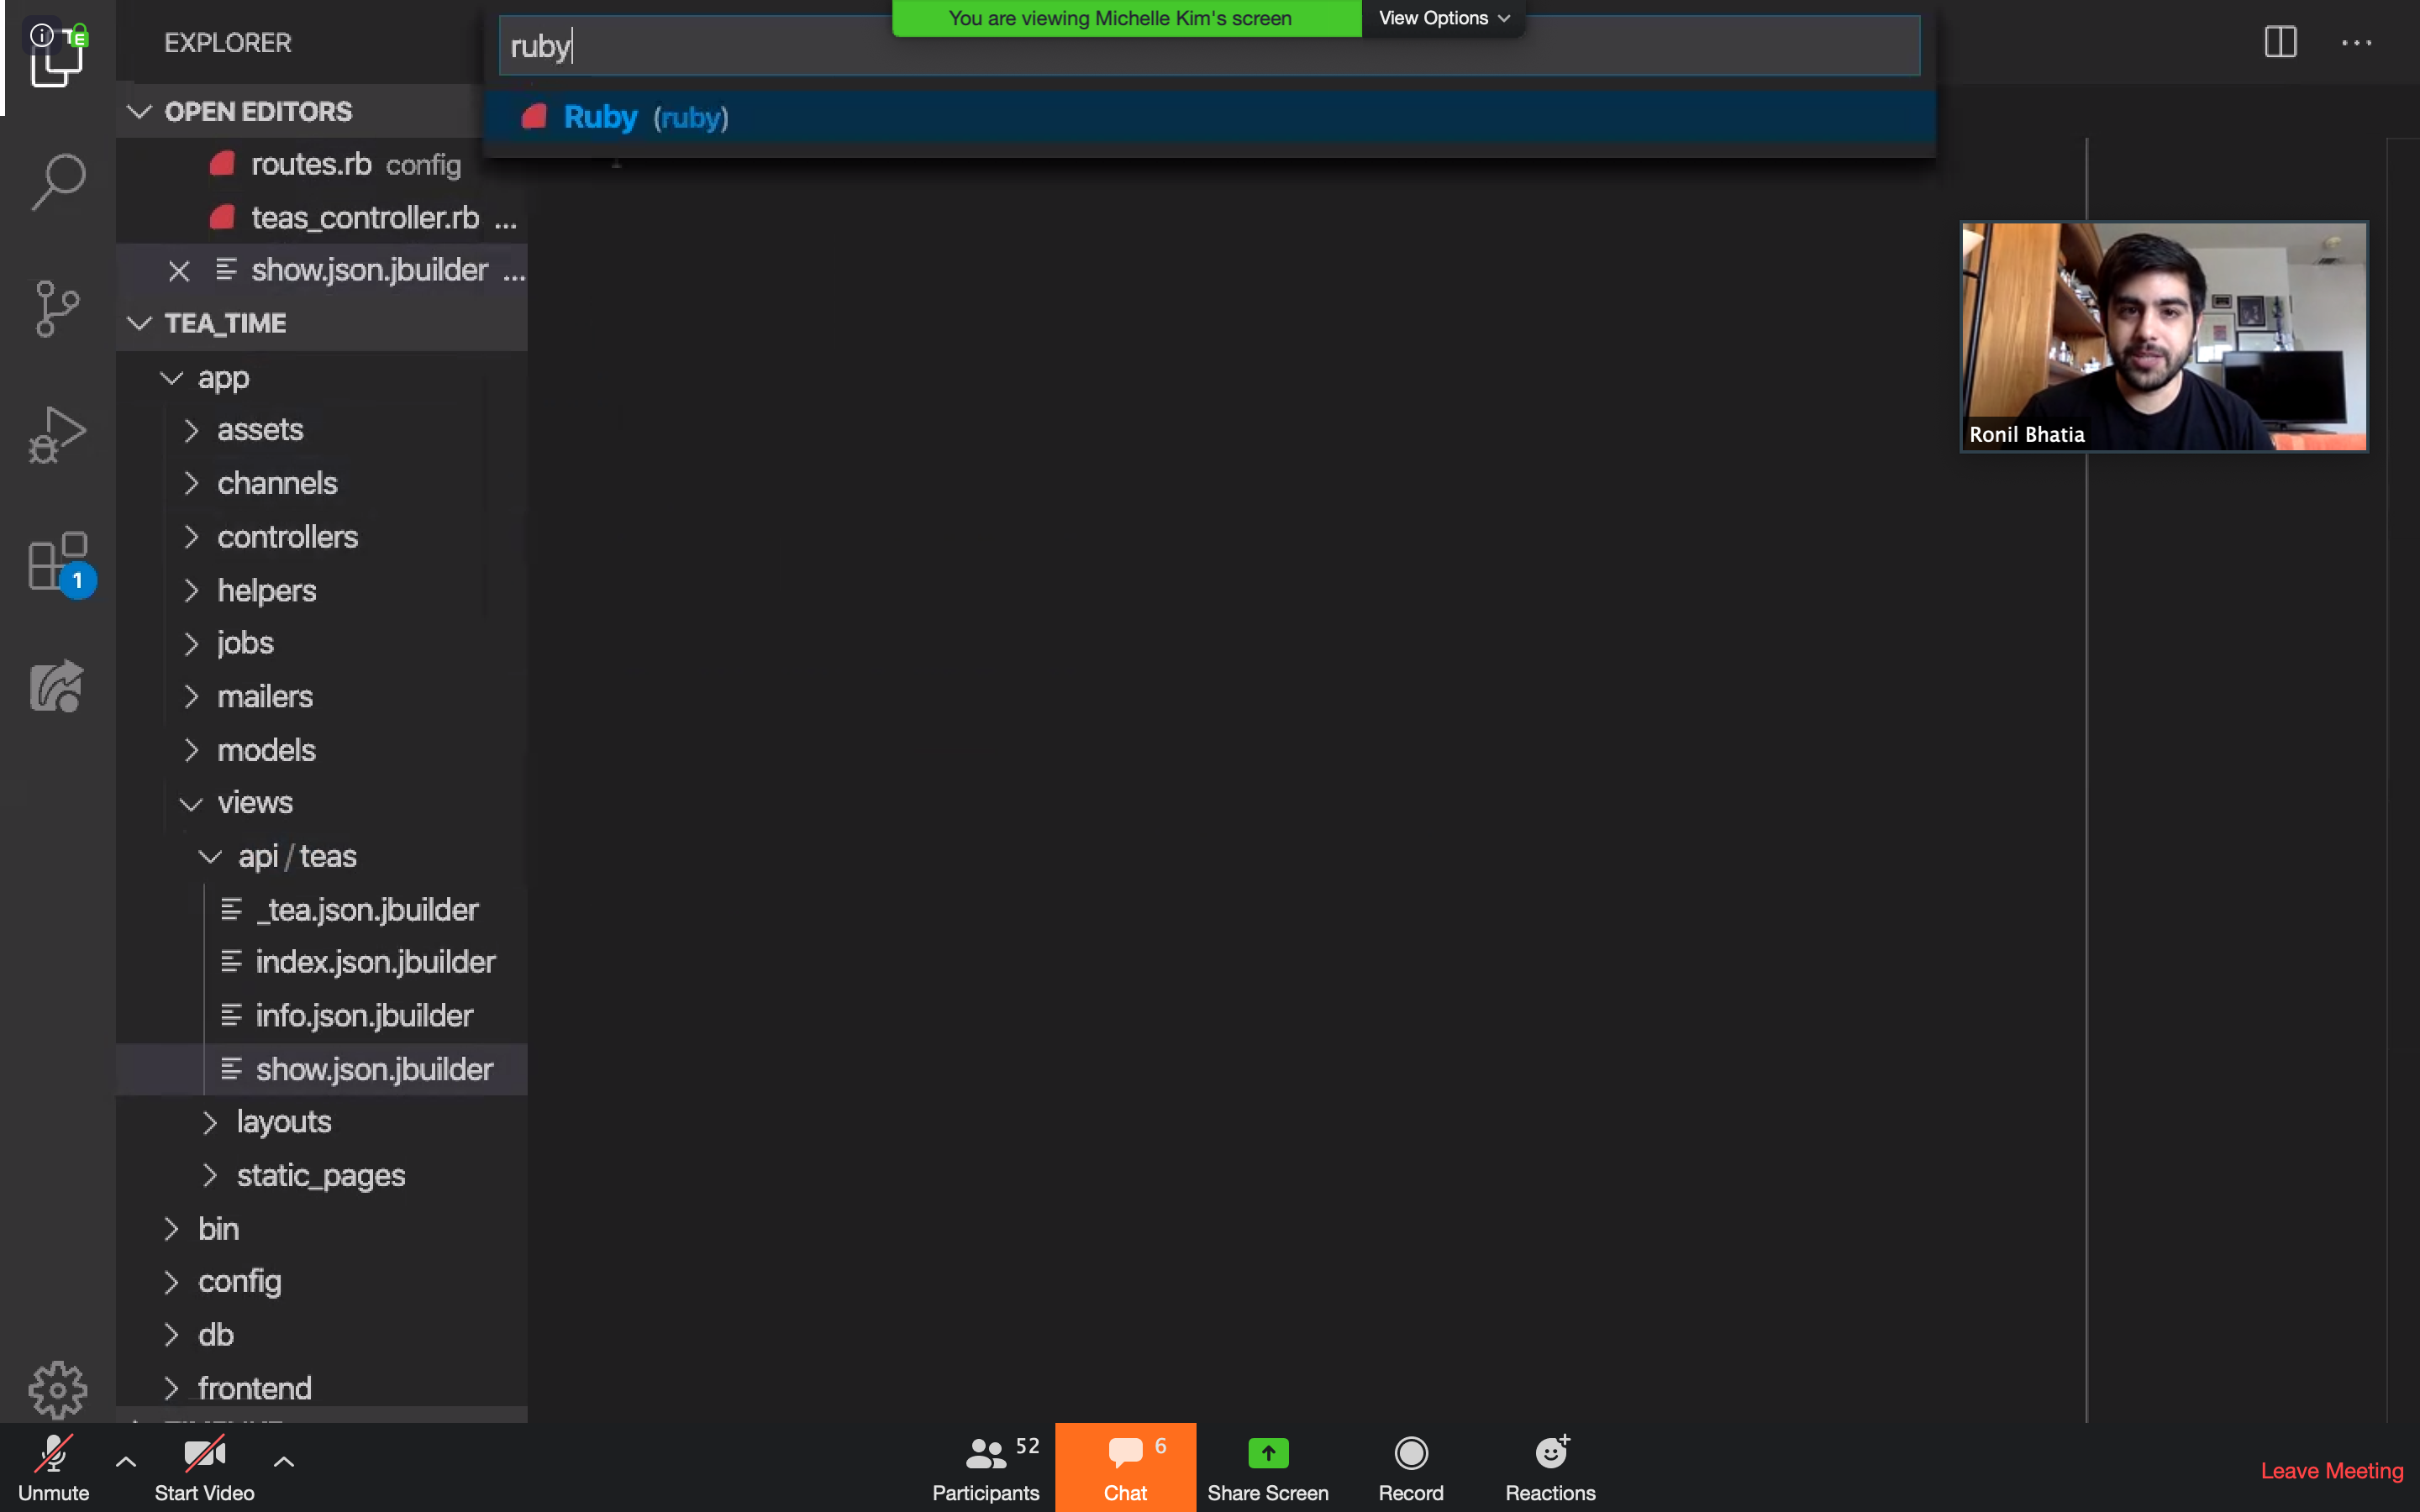 You are viewing Michelle Kim's screen
View Options
EXPLORER
ruby
Ruby (ruby)
OPEN EDITORS
routes.rb config
teas_controller.rb ...
show.json.jbuilder ...
TEA_TIME
app
assets
channels
controllers
helpers
jobs
mailers
models
views
api / teas
_tea.json.jbuilder
index.json.jbuilder
info.json.jbuilder
show.json.jbuilder
layouts
static_pages
bin
config
db
frontend
1
Ronil Bhatia
Unmute
Start Video
52
Participants
6
Chat
Share Screen
Record
Reactions
Leave Meeting